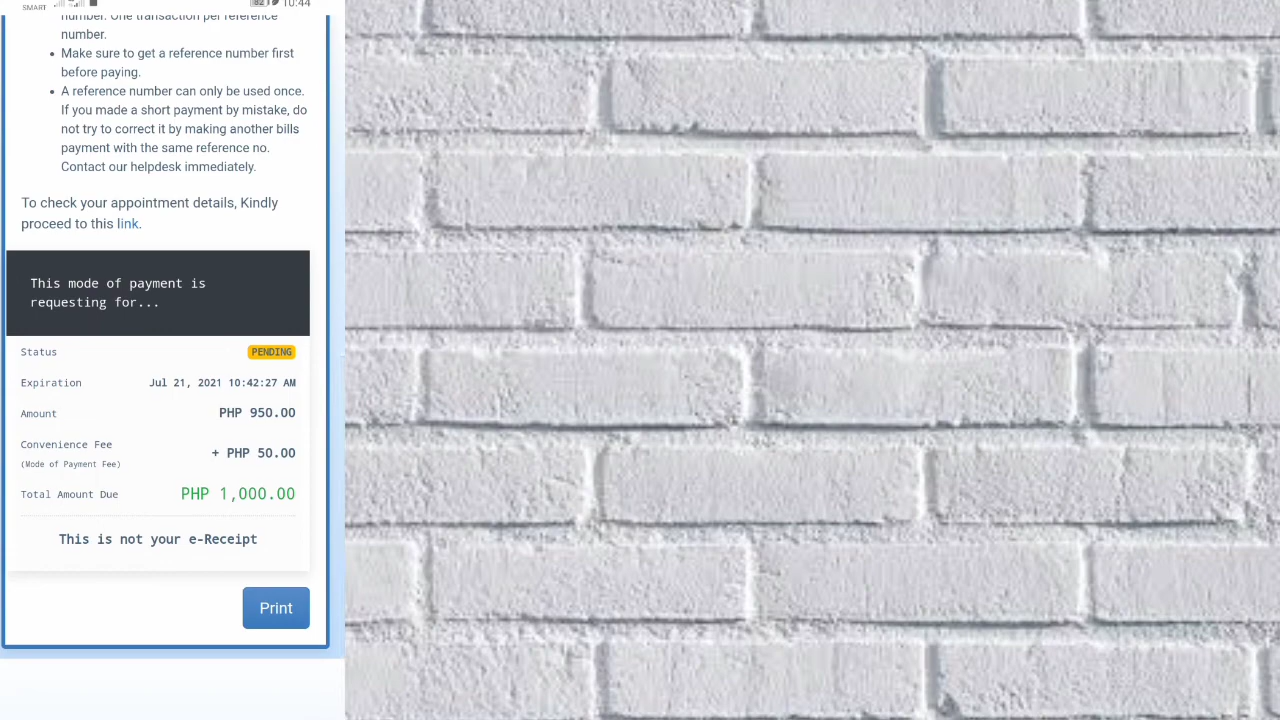 SMART 82 10:44
number. One transaction per reference
number.
• Make sure to get a reference number first
before paying.
• A reference number can only be used once.
If you made a short payment by mistake, do
not try to correct it by making another bills
payment with the same reference no.
Contact our helpdesk immediately.
To check your appointment details, Kindly
proceed to this link.
This mode of payment is
requesting for...
Status PENDING
Expiration Jul 21, 2021 10:42:27 AM
Amount PHP 950.00
Convenience Fee
(Mode of Payment Fee) + PHP 50.00
Total Amount Due PHP 1,000.00
This is not your e-Receipt
Print